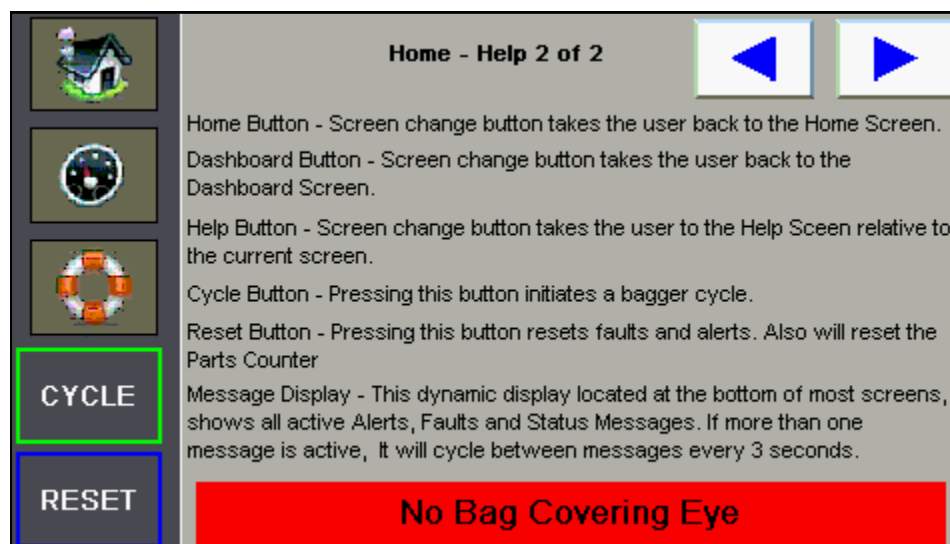 Home - Help 2 of 2
Home Button - Screen change button takes the user back to the Home Screen.
Dashboard Button - Screen change button takes the user back to the
Dashboard Screen.
Help Button - Screen change button takes the user to the Help Sceen relative to
the current screen.
Cycle Button - Pressing this button initiates a bagger cycle.
Reset Button - Pressing this button resets faults and alerts. Also will reset the
Parts Counter
Message Display - This dynamic display located at the bottom of most screens,
shows all active Alerts, Faults and Status Messages. If more than one
message is active, It will cycle between messages every 3 seconds.
CYCLE
RESET
No Bag Covering Eye